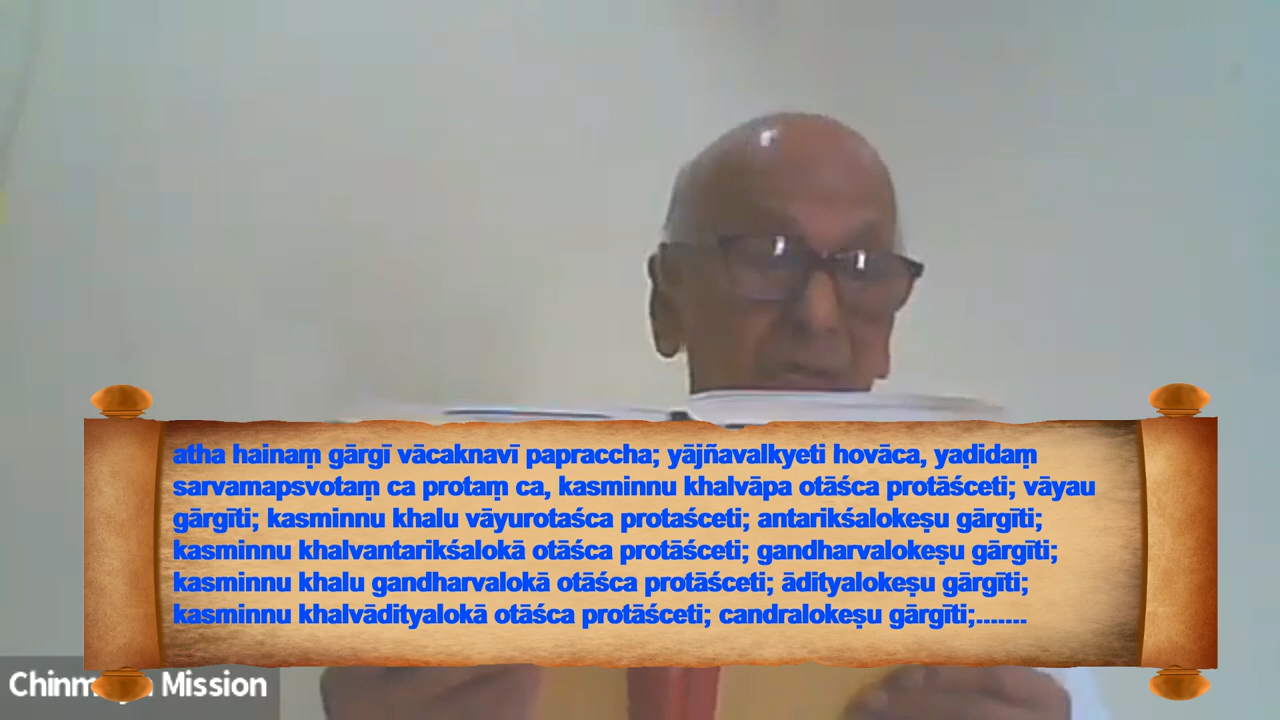 atha hainaṃ gārgī vācaknavī papraccha; yājñavalkyeti hovāca, yadidaṃ
sarvamapsvotaṃ ca protaṃ ca, kasminnu khalvāpa otāśca protāśceti; vāyau
gārgīti; kasminnu khalu vāyurotaśca protaśceti; antarikśalokeṣu gārgīti;
kasminnu khalvantarikśalokā otāśca protāśceti; gandharvalokeṣu gārgīti;
kasminnu khalu gandharvalokā otāśca protāśceti; ādityalokeṣu gārgīti;
kasminnu khalvādityalokā otāśca protāśceti; candralokeṣu gārgīti;.......
Mission